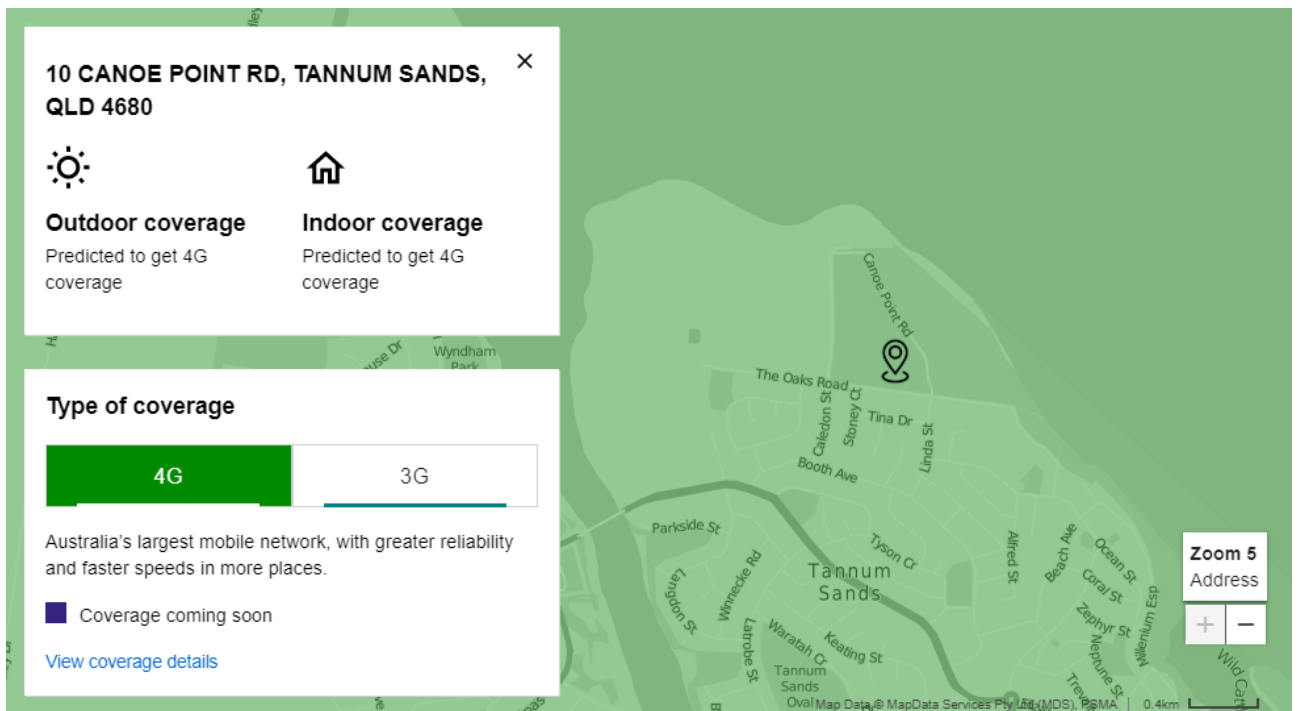 10 CANOE POINT RD, TANNUM SANDS,
QLD 4680
Outdoor coverage
Predicted to get 4G
coverage
Indoor coverage
Predicted to get 4G
coverage
Type of coverage
4G
3G
Australia's largest mobile network, with greater reliability
and faster speeds in more places.
Coverage coming soon
View coverage details
Wyndham
Park
Canoe Point Rd
The Oaks Road
Caledon St
Stoney Ct
Tina Dr
Linda St
Booth Ave
Parkside St
Langdon St
Winnecke Rd
Tyson Cr
Tannum
Sands
Alfred St
Beach Ave
Ocean St
Coral St
Zephyr St
Neptune St
Latrobe St
Waratah Cr
Keating St
Tannum
Sands
Oval
Zoom 5
Address
+
−
Map Data © MapData Services Pty Ltd (MDS), PSMA | 0.4km